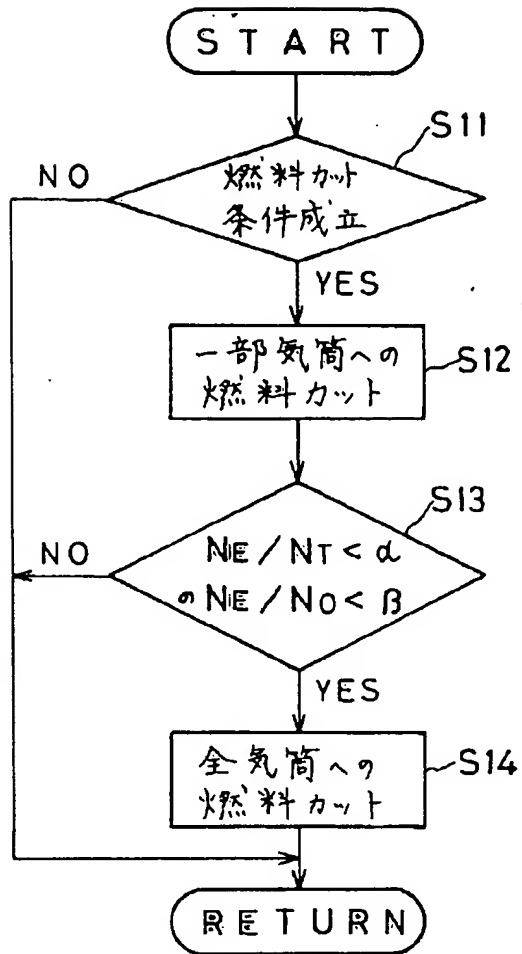 START
S11
NO
燃料カット
条件成立
YES
S12
一部気筒への
燃料カット
S13
NO
NE/NT<α
NE/NO<β
YES
S14
全気筒への
燃料カット
RETURN